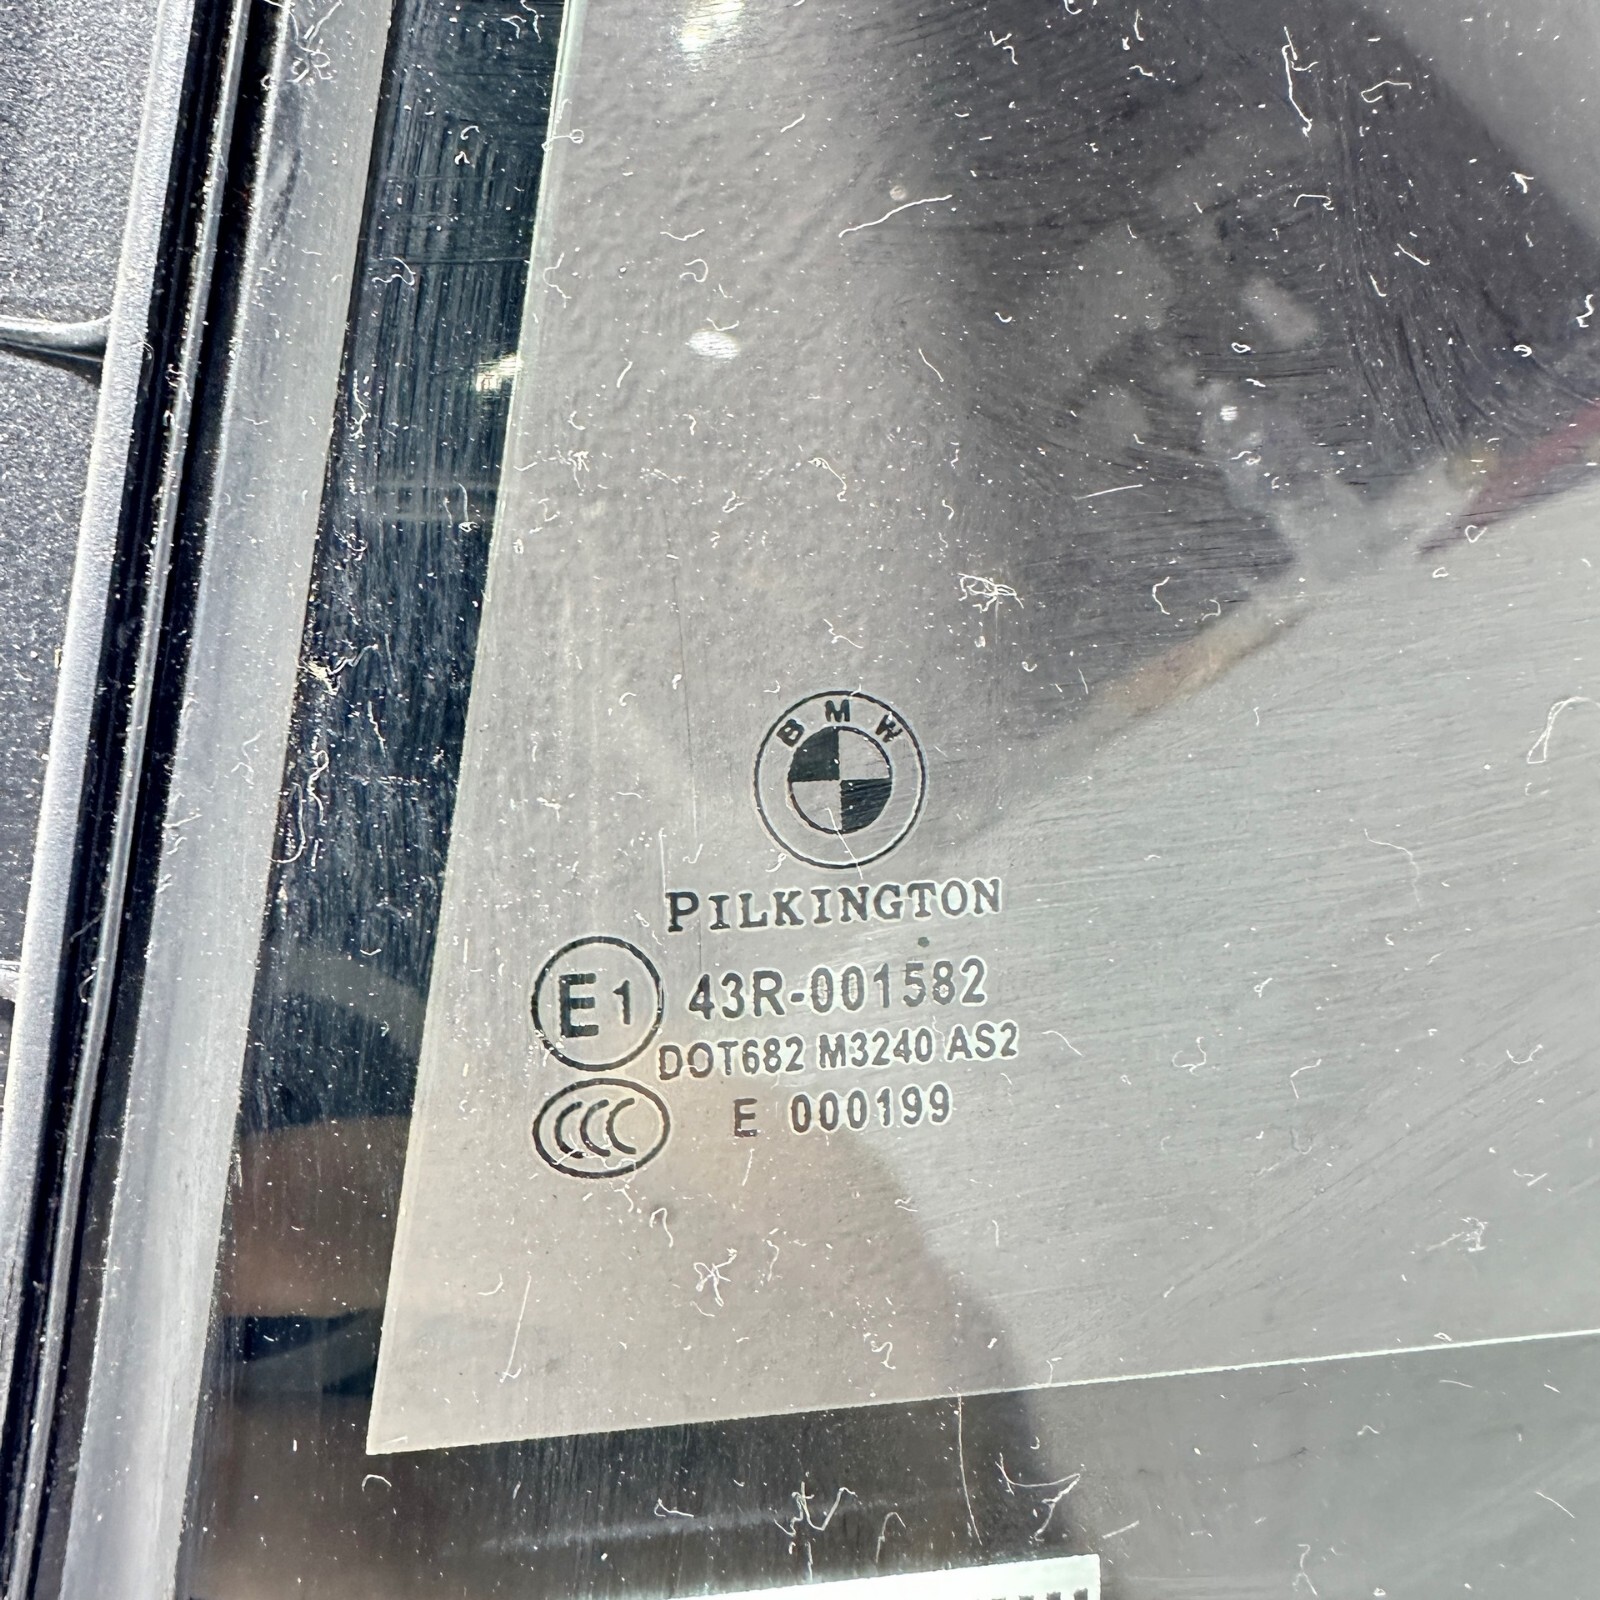 BMW
PILKINGTON
E1 43R-001582
DOT682 M3240 AS2
CCC E 000199